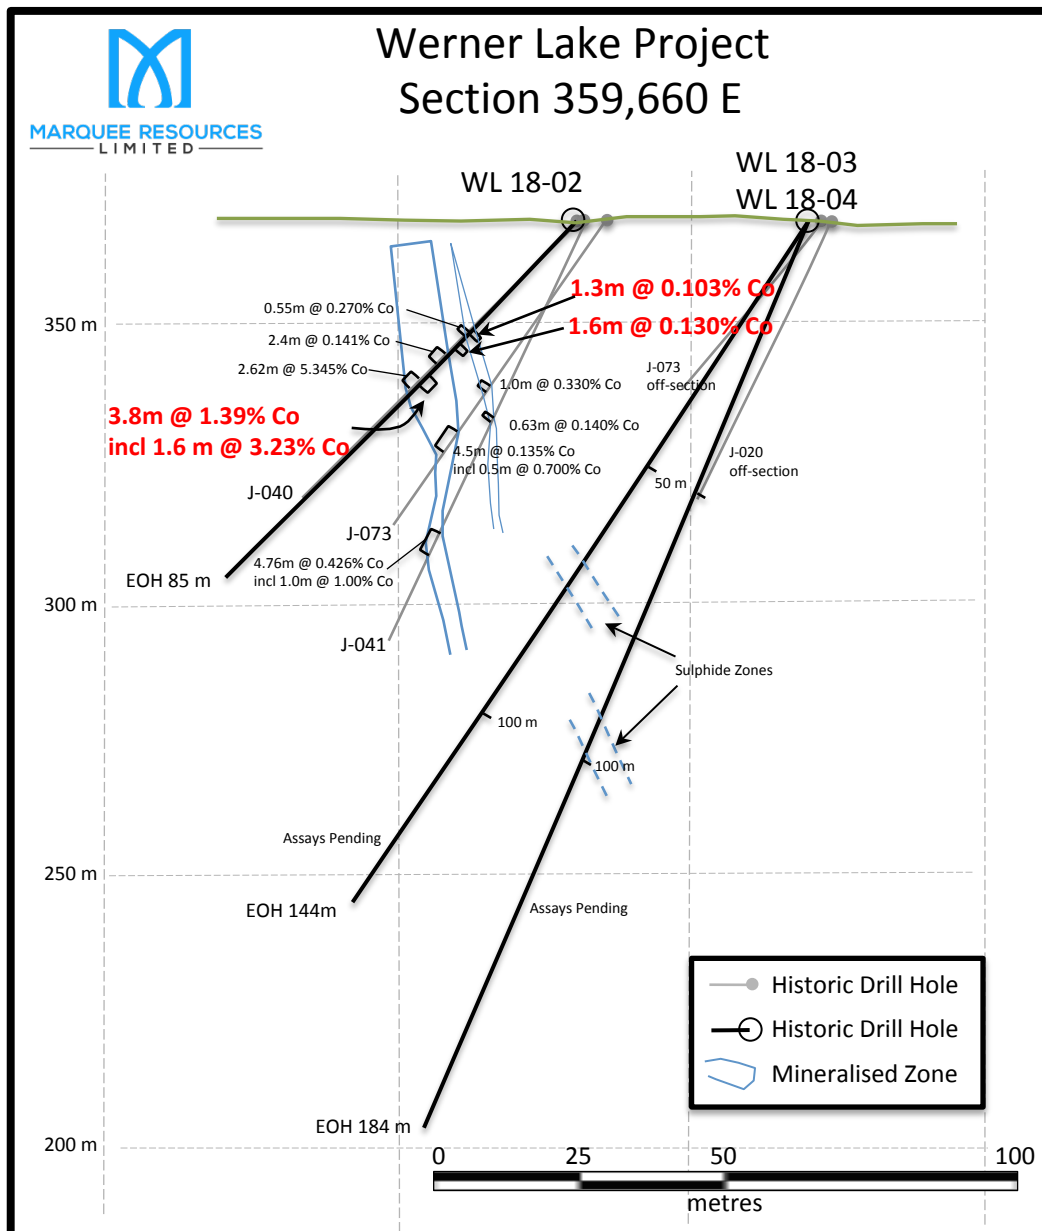 Werner Lake Project
Section 359,660 E
MARQUEE RESOURCES
LIMITED
WL 18-02
WL 18-03
WL 18-04
0.55m @ 0.270% Co
1.3m @ 0.103% Co
350 m
1.6m @ 0.130% Co
2.4m @ 0.141% Co
2.62m @ 5.345% Co
J-073
off-section
1.0m @ 0.330% Co
3.8m @ 1.39% Co
incl 1.6 m @ 3.23% Co
0.63m @ 0.140% Co
4.5m @ 0.135% Co
incl 0.5m @ 0.700% Co
J-020
off-section
50 m
J-040
J-073
4.76m @ 0.426% Co
incl 1.0m @ 1.00% Co
EOH 85 m
300 m
J-041
Sulphide Zones
100 m
100 m
Assays Pending
250 m
EOH 144m
Assays Pending
Historic Drill Hole
Historic Drill Hole
Mineralised Zone
EOH 184 m
200 m
0 25 50 100
metres